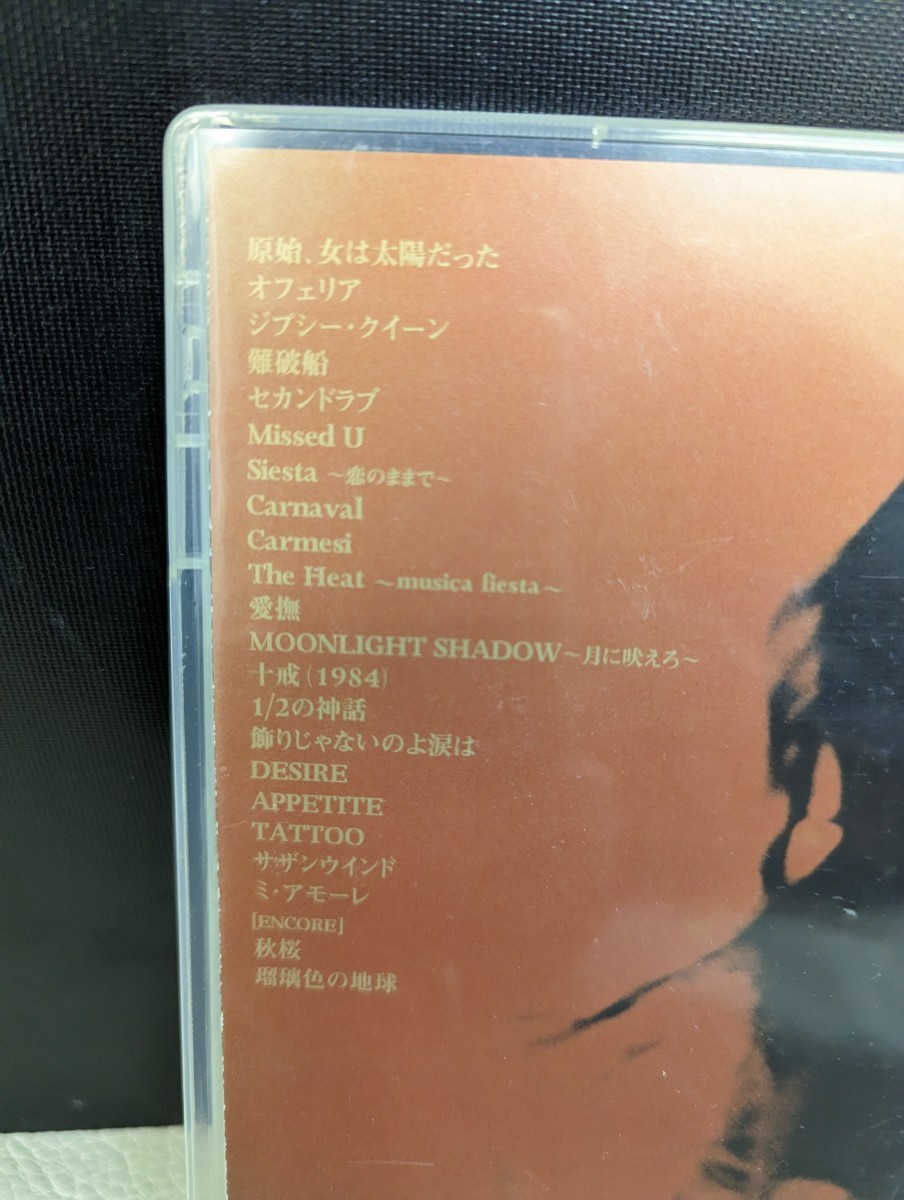 原始、女は太陽だった
オフェリア
ジプシー・クイーン
難破船
セカンドラブ
Missed U
Siesta ～恋のままで～
Carnaval
Carmesi
The Heat ～musica fiesta～
愛撫
MOONLIGHT SHADOW～月に吠えろ～
十戒(1984)
1/2の神話
飾りじゃないのよ涙は
DESIRE
APPETITE
TATTOO
サザンウインド
ミ・アモーレ
[ENCORE]
秋桜
瑠璃色の地球